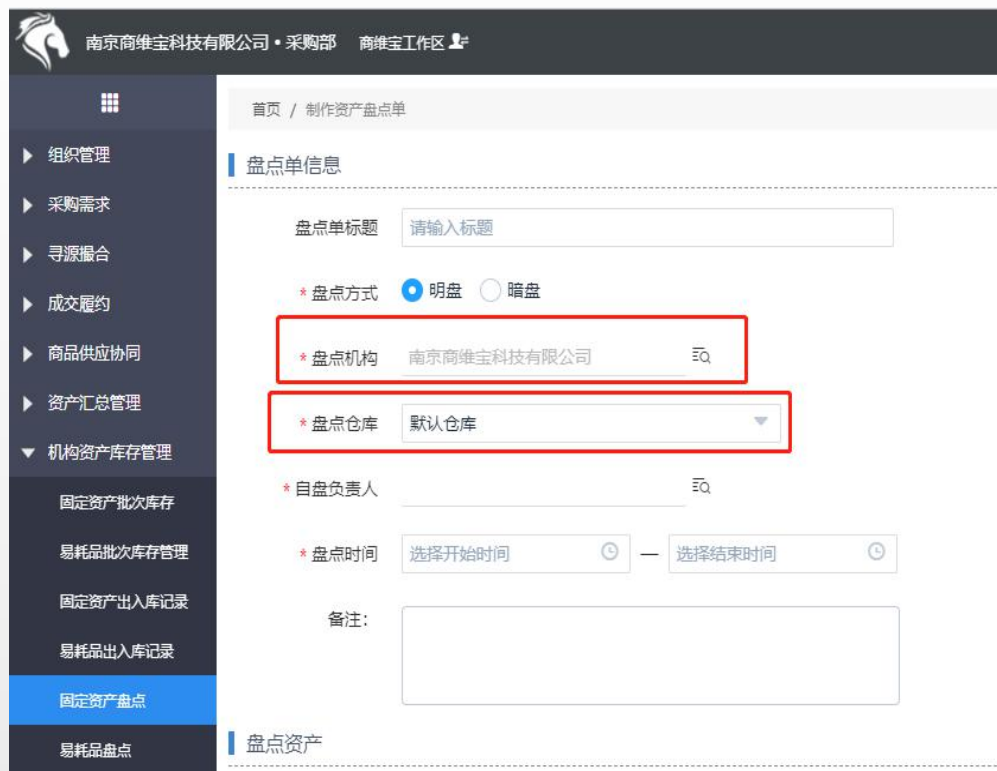 南京商维宝科技有限公司•采购部 商维宝工作区
首页 / 制作资产盘点单
组织管理
采购需求
寻源撮合
成交履约
商品供应协同
资产汇总管理
机构资产库存管理
固定资产批次库存
易耗品批次库存管理
固定资产出入库记录
易耗品出入库记录
固定资产盘点
易耗品盘点
盘点单信息
盘点单标题 请输入标题
* 盘点方式 明盘 暗盘
* 盘点机构 南京商维宝科技有限公司
* 盘点仓库 默认仓库
* 自盘负责人
* 盘点时间 选择开始时间 — 选择结束时间
备注：
盘点资产